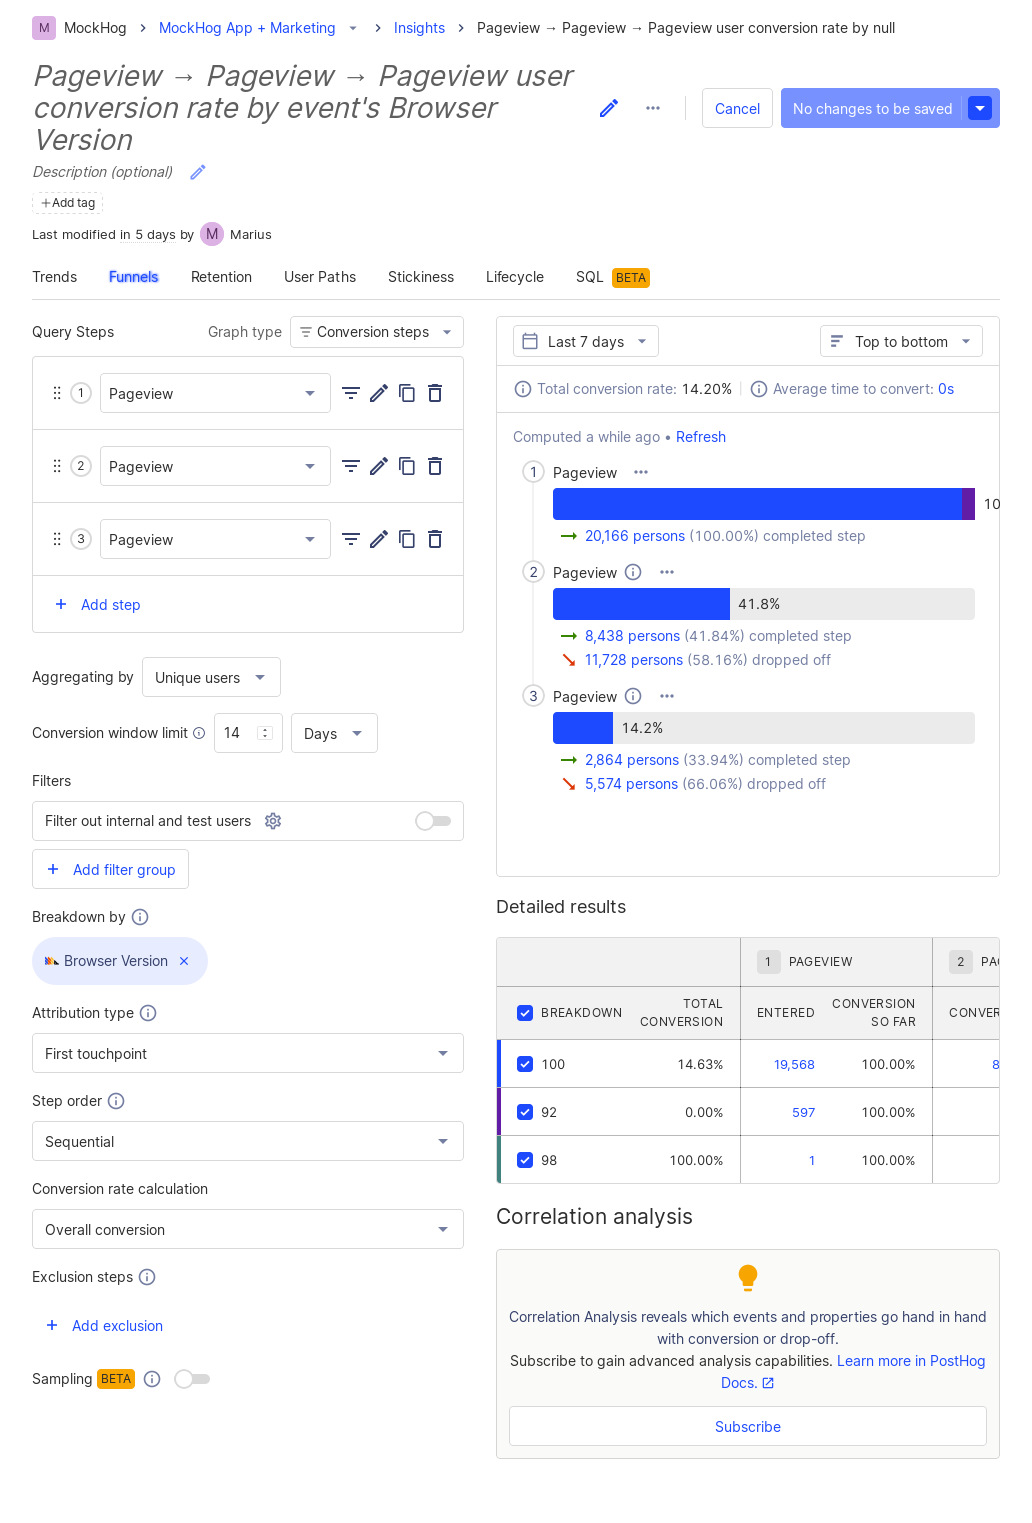 M MockHog MockHog App + Marketing Insights Pageview → Pageview → Pageview user conversion rate by null
Pageview → Pageview → Pageview user
conversion rate by event's Browser
Version
Cancel
No changes to be saved
Description (optional)
Add tag
Last modified in 5 days by M Marius
Trends Funnels Retention User Paths Stickiness Lifecycle SQL BETA
Query Steps
Graph type
Conversion steps
1 Pageview
2 Pageview
3 Pageview
Add step
Aggregating by Unique users
Conversion window limit 14 Days
Filters
Filter out internal and test users
Add filter group
Breakdown by
Browser Version
Attribution type
First touchpoint
Step order
Sequential
Conversion rate calculation
Overall conversion
Exclusion steps
Add exclusion
Sampling BETA
Last 7 days
Top to bottom
Total conversion rate: 14.20%
Average time to convert: 0s
Computed a while ago • Refresh
1 Pageview
10
20,166 persons (100.00%) completed step
2 Pageview
41.8%
8,438 persons (41.84%) completed step
11,728 persons (58.16%) dropped off
3 Pageview
14.2%
2,864 persons (33.94%) completed step
5,574 persons (66.06%) dropped off
Detailed results
1 PAGEVIEW 2 PAG
BREAKDOWN TOTAL CONVERSION ENTERED CONVERSION SO FAR CONVER
100 14.63% 19,568 100.00% 8
92 0.00% 597 100.00%
98 100.00% 1 100.00%
Correlation analysis
Correlation Analysis reveals which events and properties go hand in hand
with conversion or drop-off.
Subscribe to gain advanced analysis capabilities. Learn more in PostHog
Docs.
Subscribe